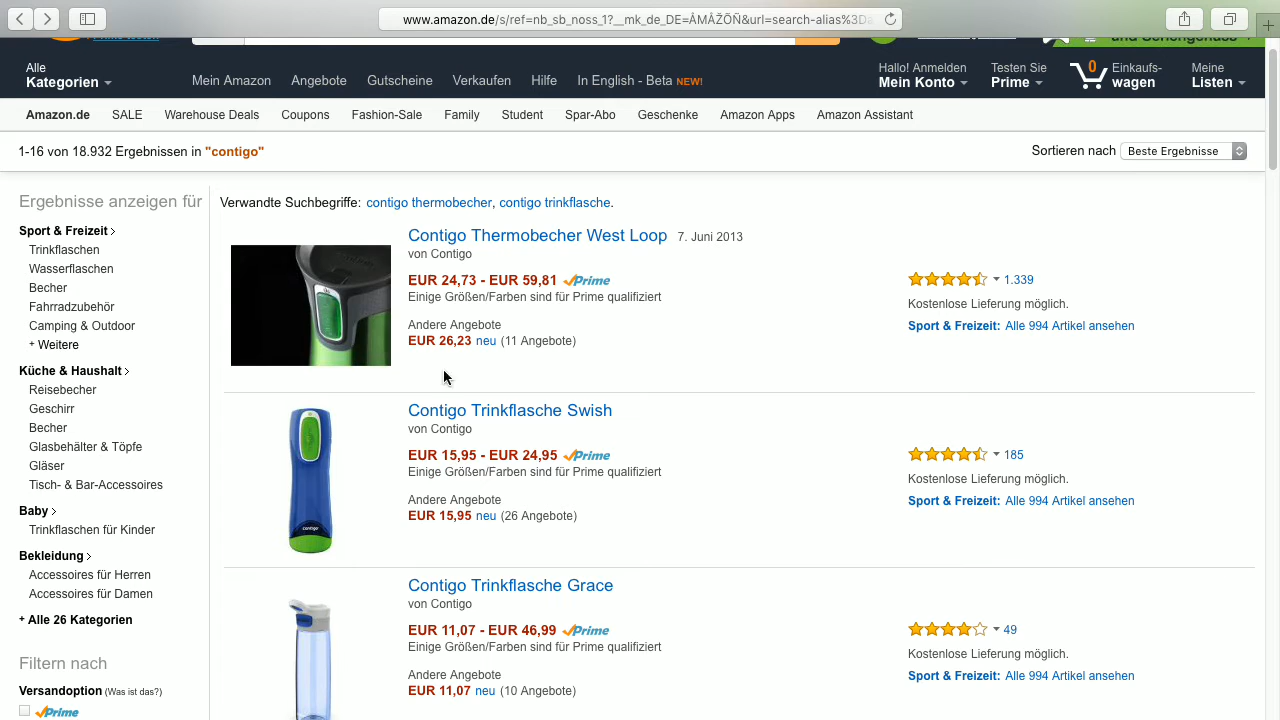 www.amazon.de/s/ref=nb_sb_noss_1?__mk_de_DE=ÅMÅŽÕÑ&url=search-alias%3Da
und Seriengenuss
Alle
Kategorien
Mein Amazon
Angebote
Gutscheine
Verkaufen
Hilfe
In English - Beta NEW!
Hallo! Anmelden
Mein Konto
Testen Sie
Prime
0
Einkaufs-
wagen
Meine
Listen
Amazon.de
SALE
Warehouse Deals
Coupons
Fashion-Sale
Family
Student
Spar-Abo
Geschenke
Amazon Apps
Amazon Assistant
1-16 von 18.932 Ergebnissen in "contigo"
Sortieren nach
Beste Ergebnisse
Ergebnisse anzeigen für
Sport & Freizeit
Trinkflaschen
Wasserflaschen
Becher
Fahrradzubehör
Camping & Outdoor
+ Weitere
Küche & Haushalt
Reisebecher
Geschirr
Becher
Glasbehälter & Töpfe
Gläser
Tisch- & Bar-Accessoires
Baby
Trinkflaschen für Kinder
Bekleidung
Accessoires für Herren
Accessoires für Damen
+ Alle 26 Kategorien
Filtern nach
Versandoption (Was ist das?)
Prime
Verwandte Suchbegriffe: contigo thermobecher, contigo trinkflasche.
Contigo Thermobecher West Loop 7. Juni 2013
von Contigo
EUR 24,73 - EUR 59,81 Prime
Einige Größen/Farben sind für Prime qualifiziert
Andere Angebote
EUR 26,23 neu (11 Angebote)
1.339
Kostenlose Lieferung möglich.
Sport & Freizeit: Alle 994 Artikel ansehen
contigo
Contigo Trinkflasche Swish
von Contigo
EUR 15,95 - EUR 24,95 Prime
Einige Größen/Farben sind für Prime qualifiziert
Andere Angebote
EUR 15,95 neu (26 Angebote)
185
Kostenlose Lieferung möglich.
Sport & Freizeit: Alle 994 Artikel ansehen
Contigo Trinkflasche Grace
von Contigo
EUR 11,07 - EUR 46,99 Prime
Einige Größen/Farben sind für Prime qualifiziert
Andere Angebote
EUR 11,07 neu (10 Angebote)
49
Kostenlose Lieferung möglich.
Sport & Freizeit: Alle 994 Artikel ansehen